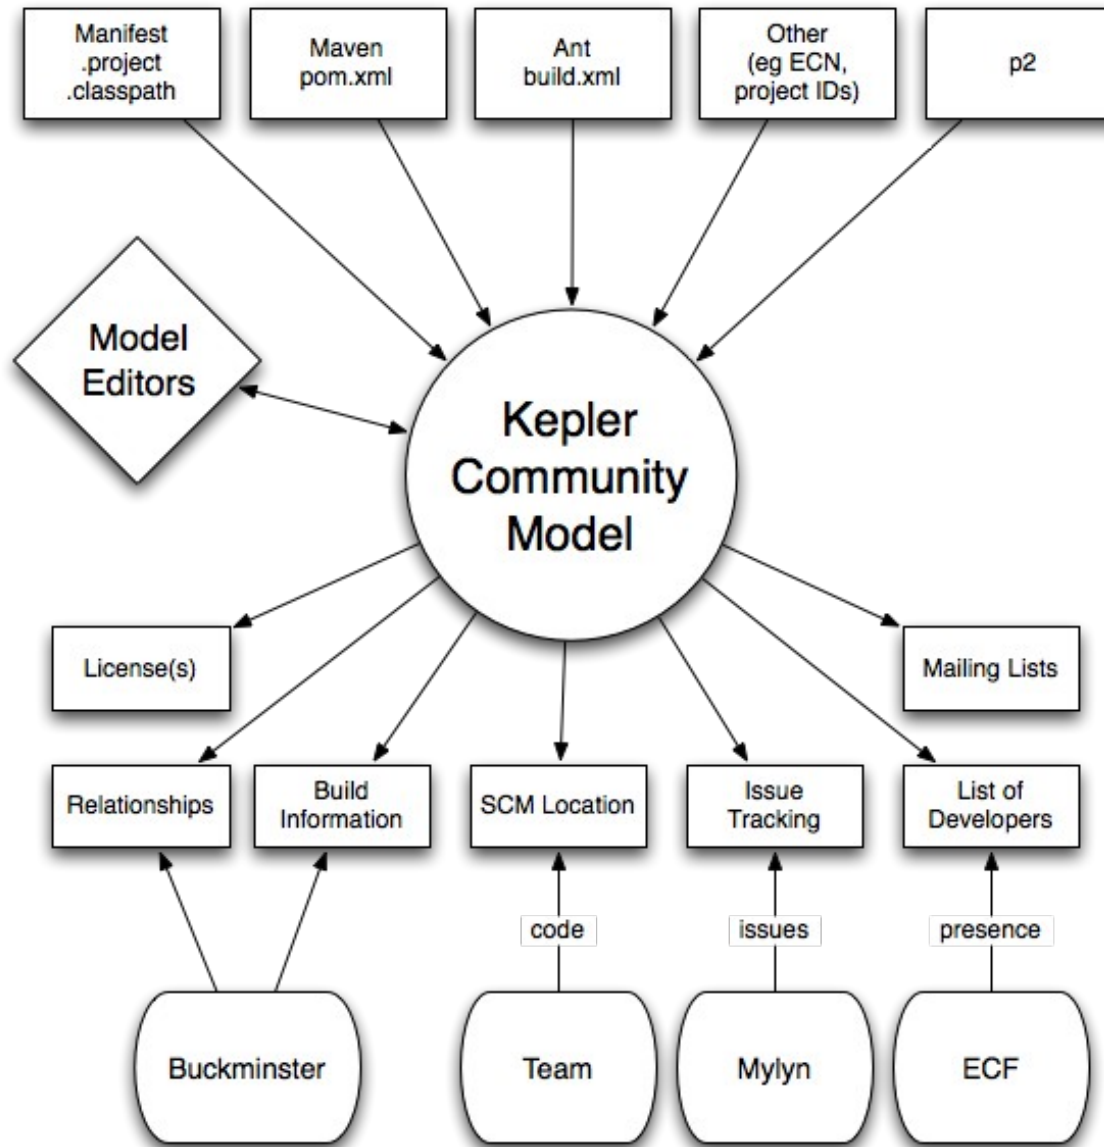 Manifest
.project
.classpath
Maven
pom.xml
Ant
build.xml
Other
(eg ECN,
project IDs)
p2
Model
Editors
Kepler
Community
Model
License(s)
Mailing Lists
Relationships
Build
Information
SCM Location
Issue
Tracking
List of
Developers
code
issues
presence
Buckminster
Team
Mylyn
ECF